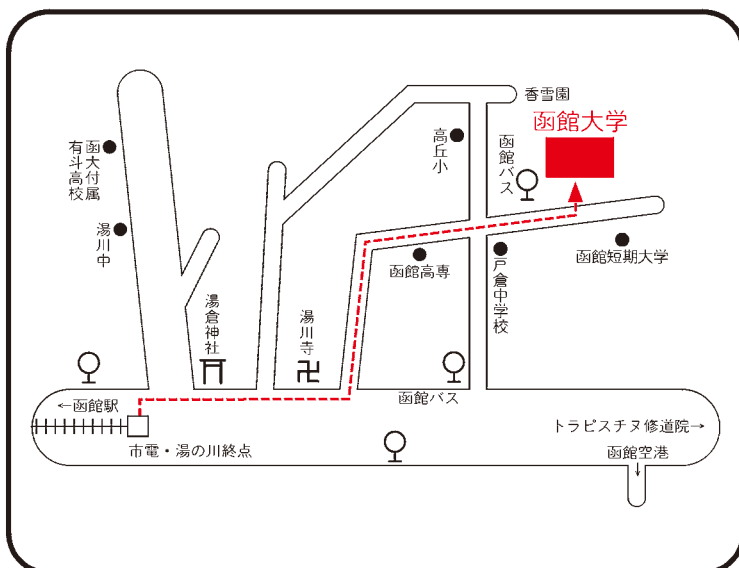 香雪園
函館大学
函館バス
高丘小
函大付属
有斗高校
湯川中
函館短期大学
函館高専
戸倉中学校
湯倉神社
湯川寺
函館バス
←函館駅
トラピスチヌ修道院→
市電・湯の川終点
函館空港
↓